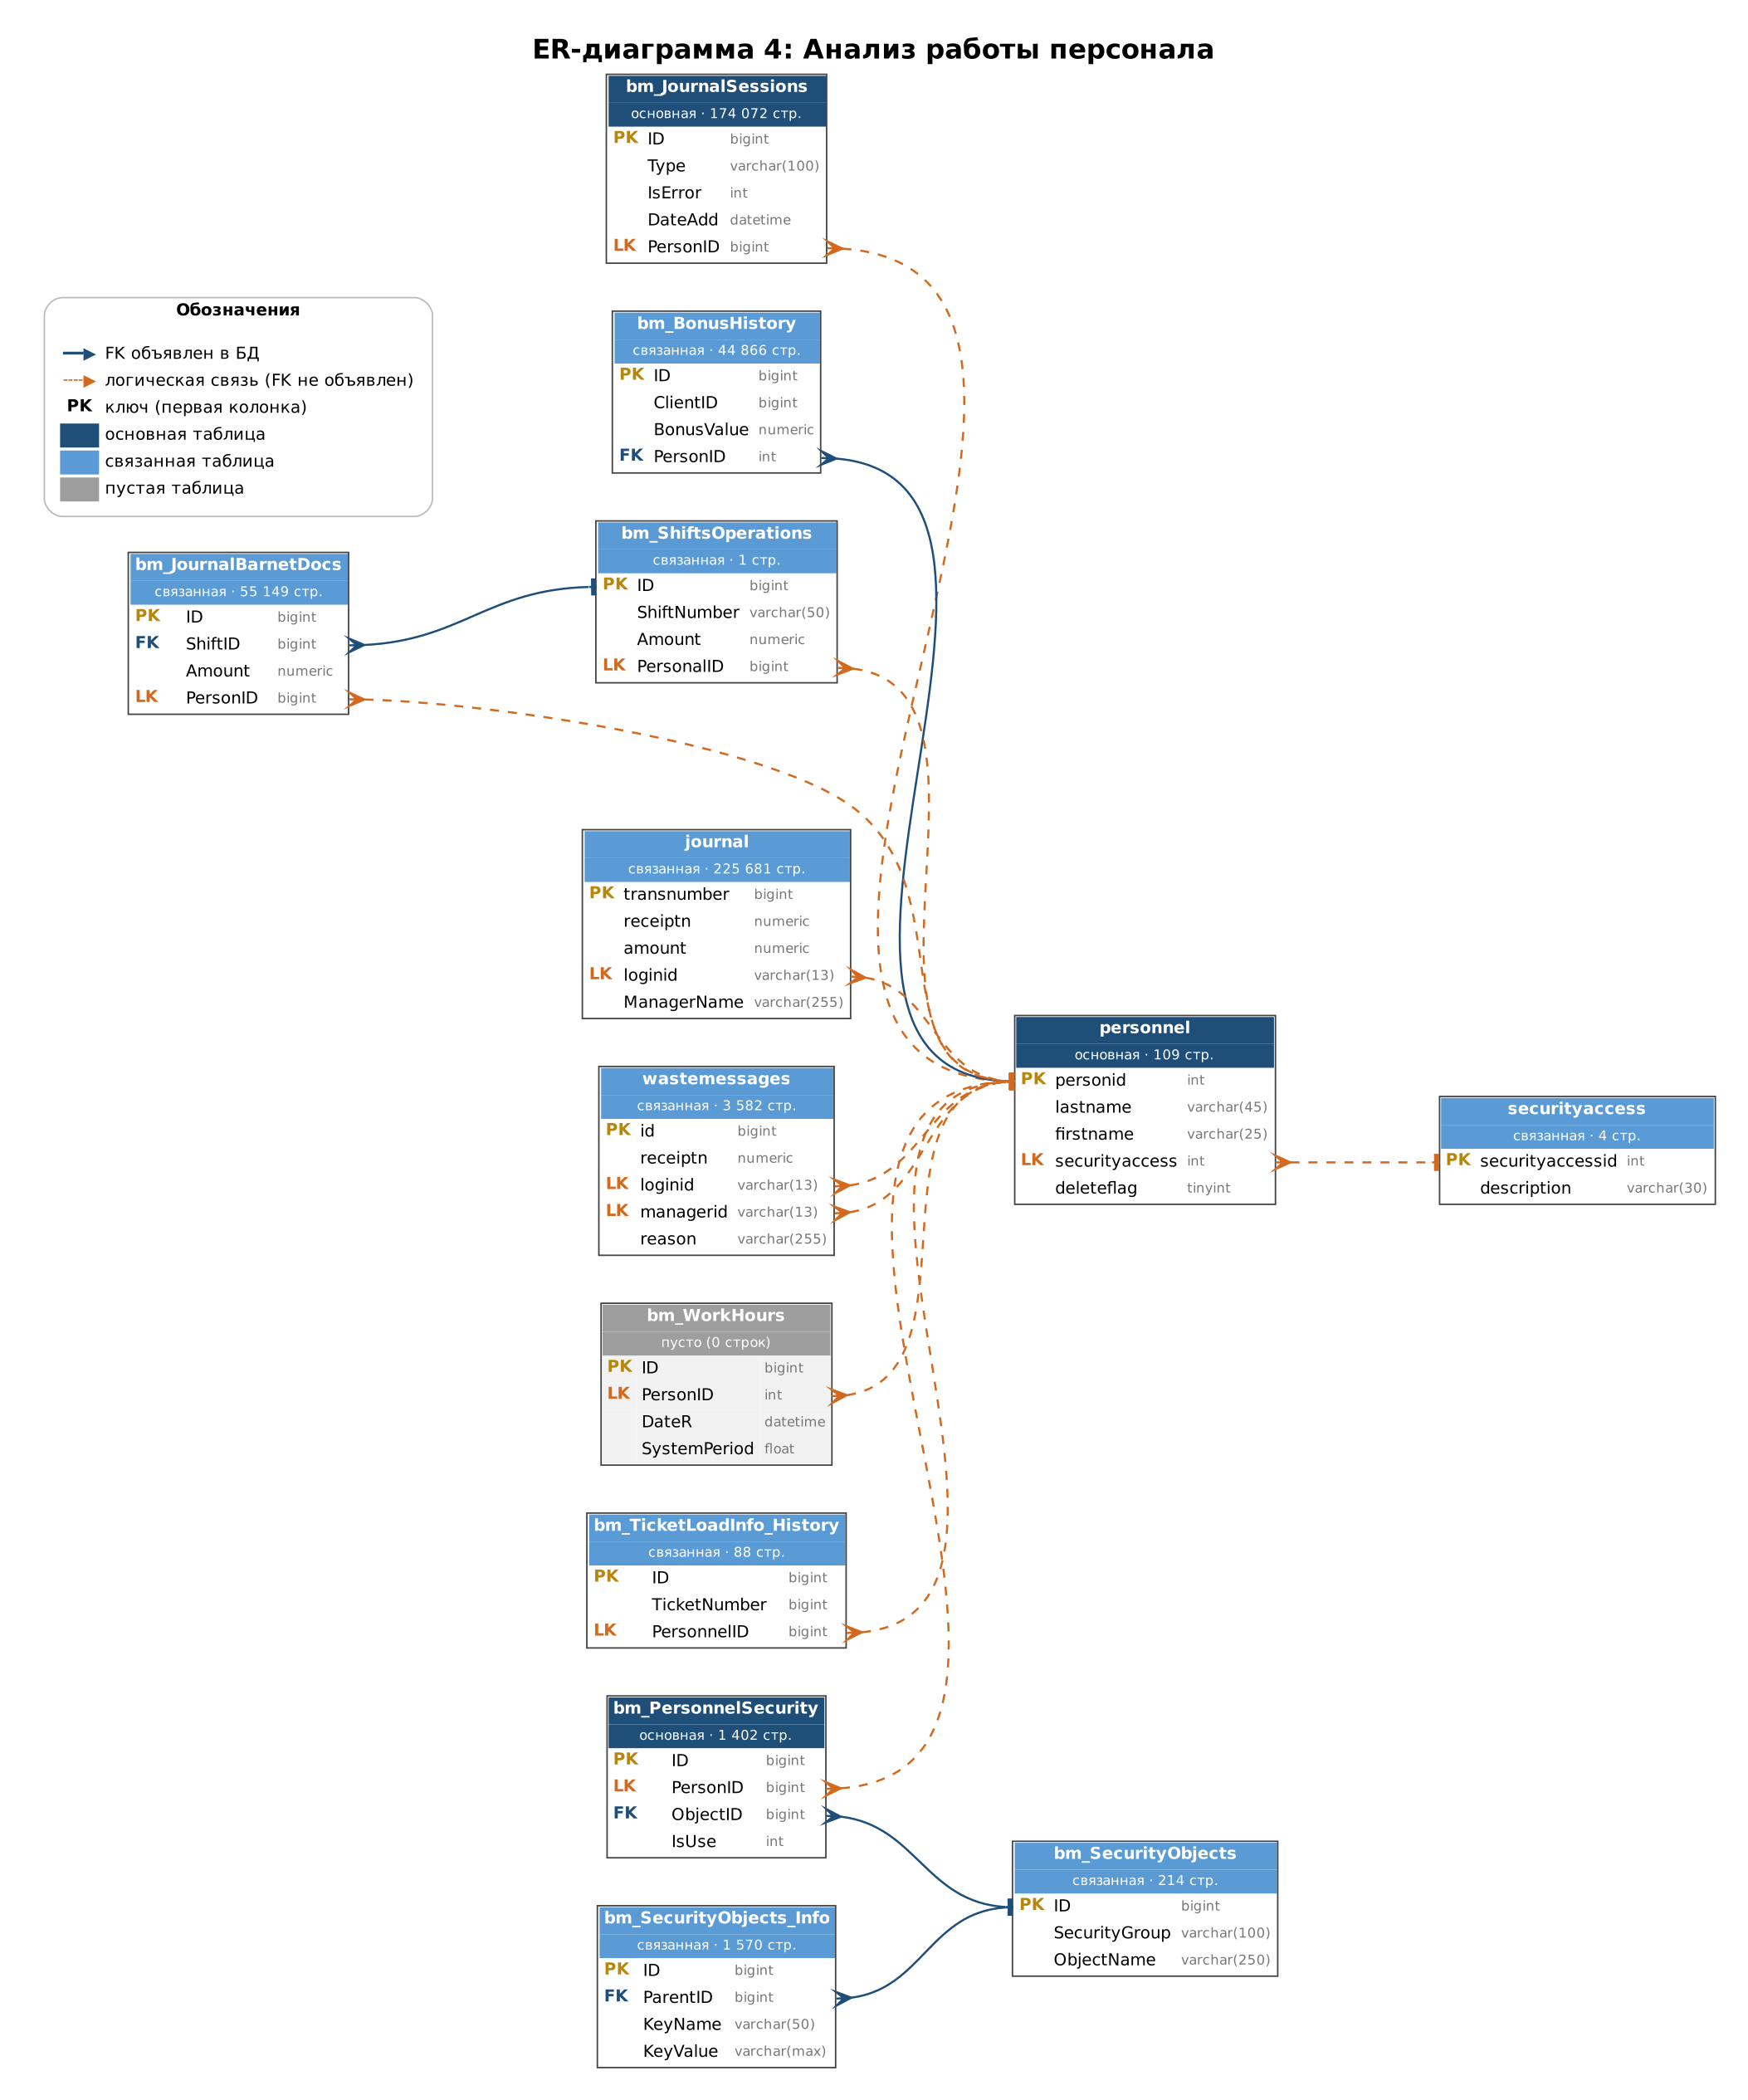 ER-диаграмма 4: Анализ работы персонала
bm_JournalSessions
основная · 174 072 стр.
PK ID bigint
Type varchar(100)
IsError int
DateAdd datetime
LK PersonID bigint
Обозначения
FK объявлен в БД
логическая связь (FK не объявлен)
PK ключ (первая колонка)
основная таблица
связанная таблица
пустая таблица
bm_BonusHistory
связанная · 44 866 стр.
PK ID bigint
ClientID bigint
BonusValue numeric
FK PersonID int
bm_JournalBarnetDocs
связанная · 55 149 стр.
PK ID bigint
FK ShiftID bigint
Amount numeric
LK PersonID bigint
bm_ShiftsOperations
связанная · 1 стр.
PK ID bigint
ShiftNumber varchar(50)
Amount numeric
LK PersonalID bigint
journal
связанная · 225 681 стр.
PK transnumber bigint
receiptn numeric
amount numeric
LK loginid varchar(13)
ManagerName varchar(255)
wastemessages
связанная · 3 582 стр.
PK id bigint
receiptn numeric
LK loginid varchar(13)
LK managerid varchar(13)
reason varchar(255)
personnel
основная · 109 стр.
PK personid int
lastname varchar(45)
firstname varchar(25)
LK securityaccess int
deleteflag tinyint
securityaccess
связанная · 4 стр.
PK securityaccessid int
description varchar(30)
bm_WorkHours
пусто (0 строк)
PK ID bigint
LK PersonID int
DateR datetime
SystemPeriod float
bm_TicketLoadInfo_History
связанная · 88 стр.
PK ID bigint
TicketNumber bigint
LK PersonnelID bigint
bm_PersonnelSecurity
основная · 1 402 стр.
PK ID bigint
LK PersonID bigint
FK ObjectID bigint
IsUse int
bm_SecurityObjects
связанная · 214 стр.
PK ID bigint
SecurityGroup varchar(100)
ObjectName varchar(250)
bm_SecurityObjects_Info
связанная · 1 570 стр.
PK ID bigint
FK ParentID bigint
KeyName varchar(50)
KeyValue varchar(max)